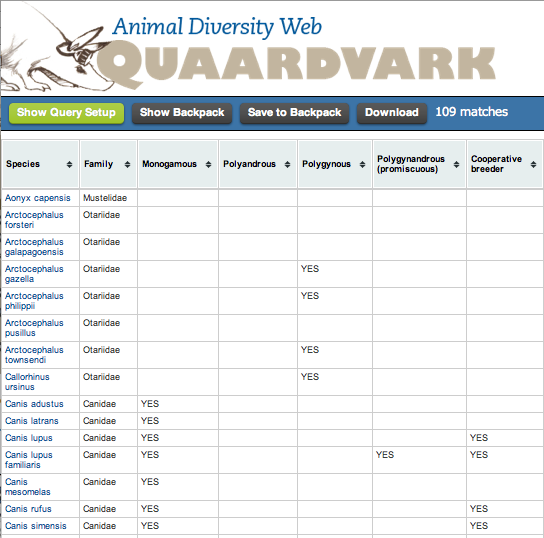 Animal Diversity Web
QUAARDVARK
Show Query Setup Show Backpack Save to Backpack Download 109 matches
Species Family Monogamous Polyandrous Polygynous Polygynandrous (promiscuous) Cooperative breeder
Aonyx capensis Mustelidae
Arctocephalus forsteri Otariidae
Arctocephalus galapagoensis Otariidae
Arctocephalus gazella Otariidae YES
Arctocephalus philippii Otariidae YES
Arctocephalus pusillus Otariidae
Arctocephalus townsendi Otariidae YES
Callorhinus ursinus Otariidae YES
Canis adustus Canidae YES
Canis latrans Canidae YES
Canis lupus Canidae YES YES
Canis lupus familiaris Canidae YES YES YES
Canis mesomelas Canidae YES
Canis rufus Canidae YES YES
Canis simensis Canidae YES YES